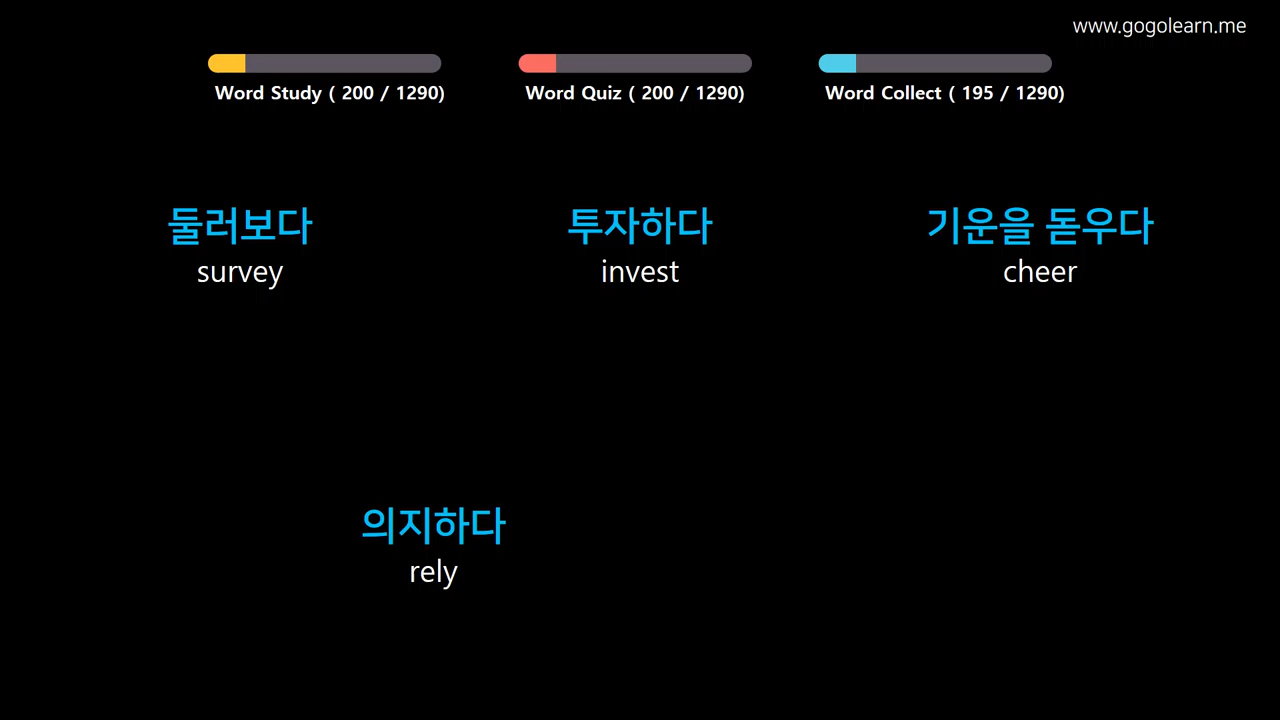 www.gogolearn.me
Word Study ( 200 / 1290)
Word Quiz ( 200 / 1290)
Word Collect ( 195 / 1290)
둘러보다
survey
투자하다
invest
기운을 돋우다
cheer
의지하다
rely